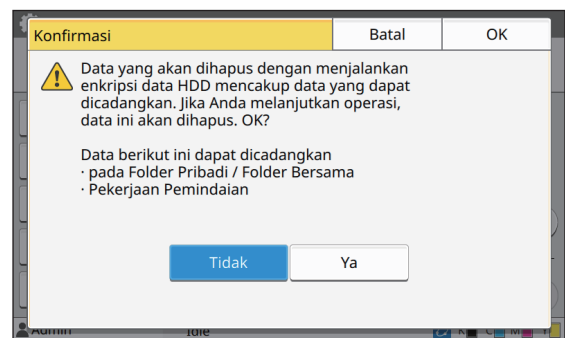 Konfirmasi
Batal
OK
Data yang akan dihapus dengan menjalankan
enkripsi data HDD mencakup data yang dapat
dicadangkan. Jika Anda melanjutkan operasi,
data ini akan dihapus. OK?
Data berikut ini dapat dicadangkan
· pada Folder Pribadi / Folder Bersama
· Pekerjaan Pemindaian
Tidak
Ya
Admin
Idle
K
C
M
Y